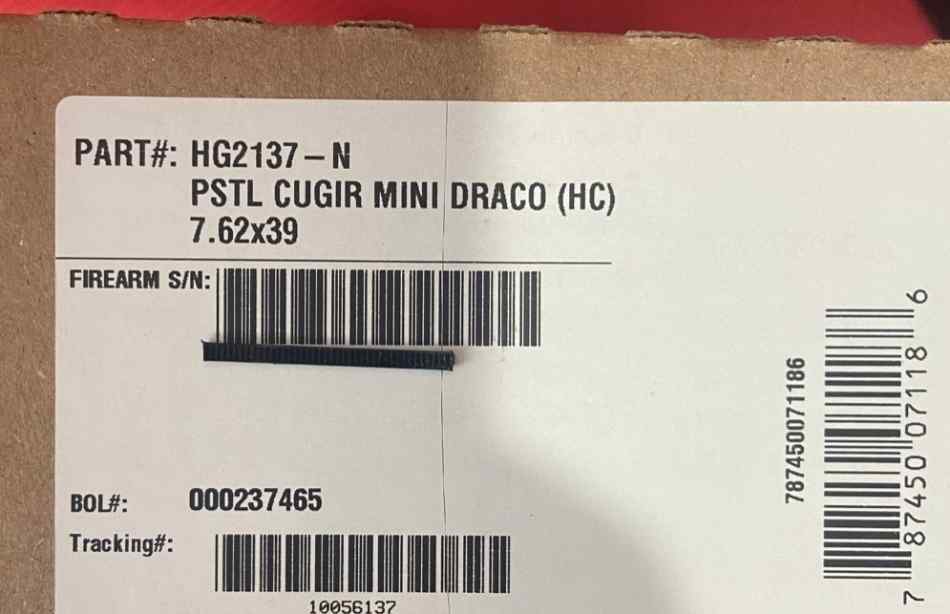 PART#: HG2137-N
PSTL CUGIR MINI DRACO (HC)
7.62x39
FIREARM S/N:
BOL#: 000237465
Tracking#:
10056137
787450071186
7 87450 07118 6